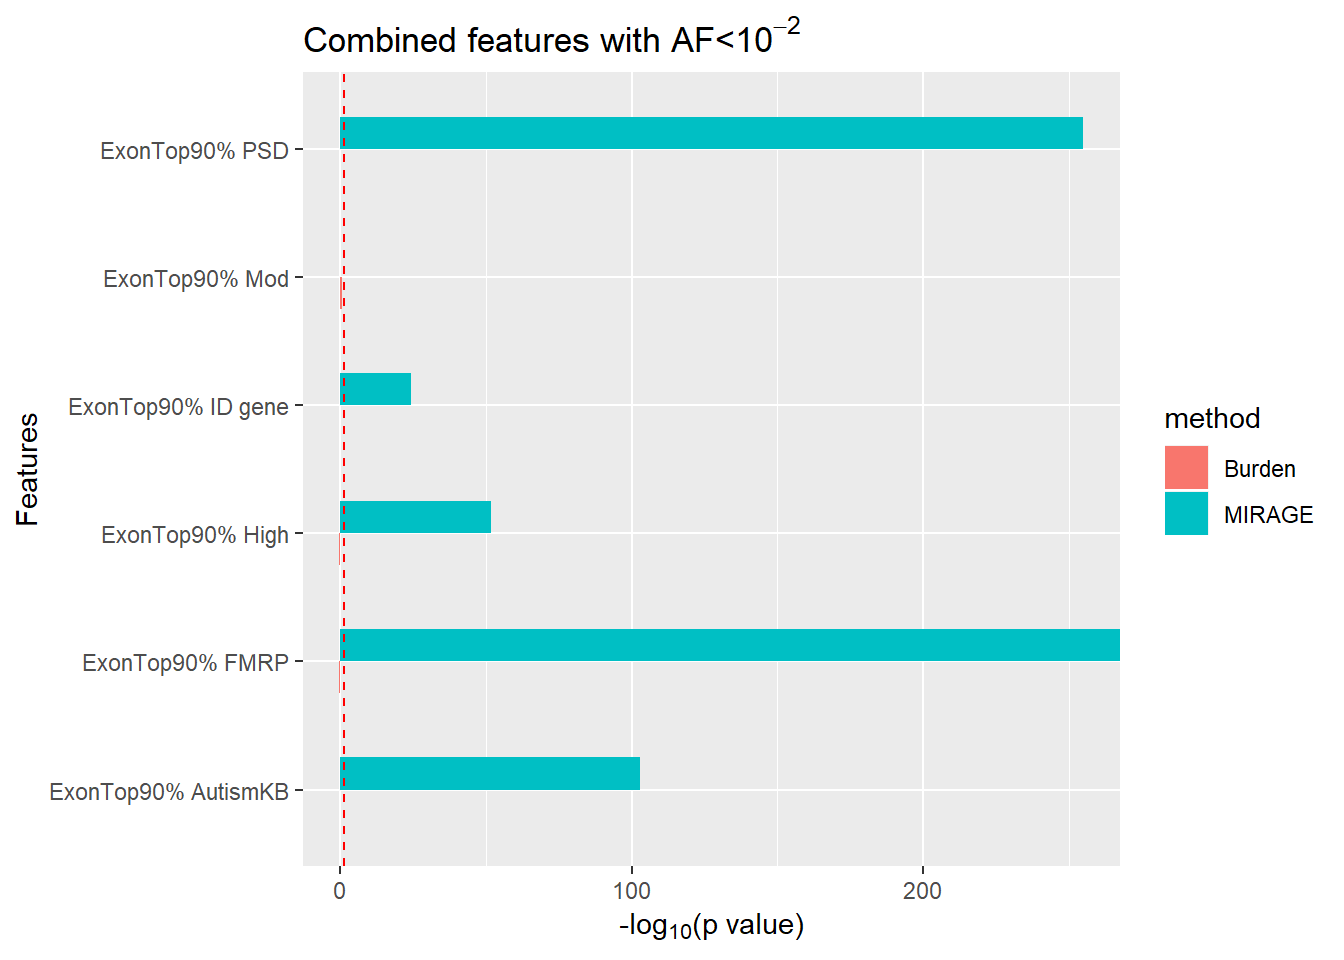 Combined features with AF<10⁻²
ExonTop90% PSD
ExonTop90% Mod
ExonTop90% ID gene
ExonTop90% High
ExonTop90% FMRP
ExonTop90% AutismKB
Features
0 100 200
-log₁₀(p value)
method
Burden
MIRAGE